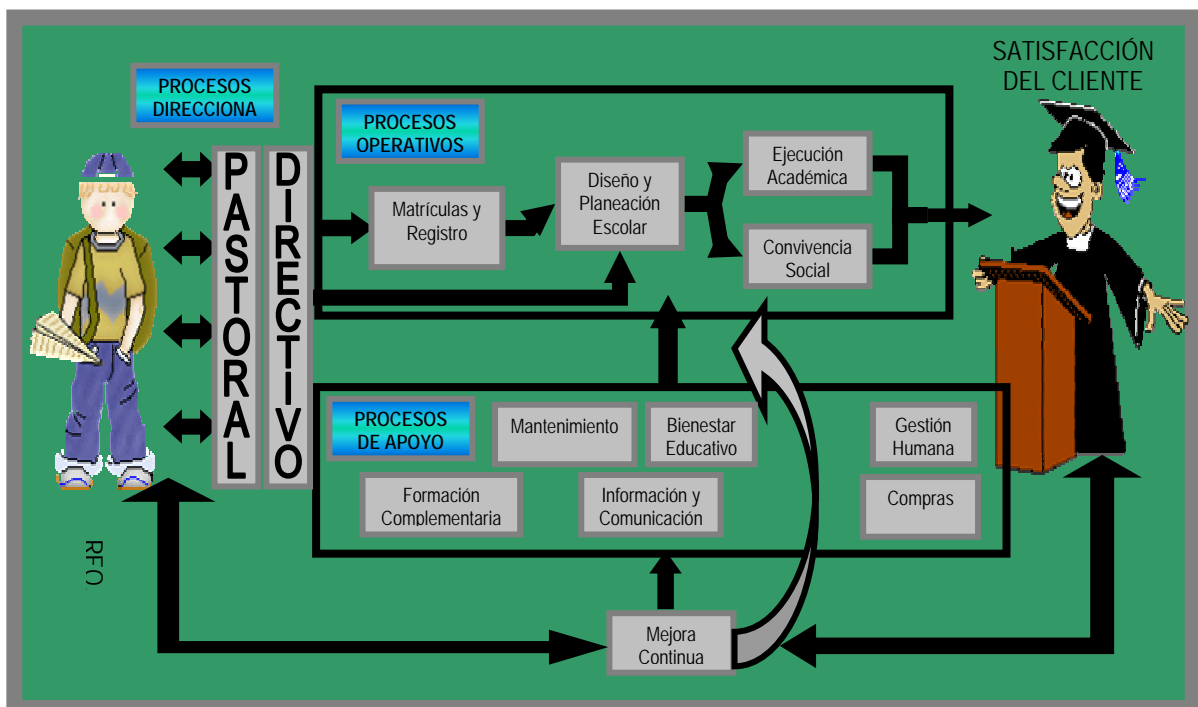 SATISFACCIÓN
DEL CLIENTE
PROCESOS
DIRECCIONA
PROCESOS
OPERATIVOS
PASTORAL
DIRECTIVO
Matrículas y
Registro
Diseño y
Planeación
Escolar
Ejecución
Académica
Convivencia
Social
PROCESOS
DE APOYO
Mantenimiento
Bienestar
Educativo
Gestión
Humana
Formación
Complementaria
Información y
Comunicación
Compras
Mejora
Continua